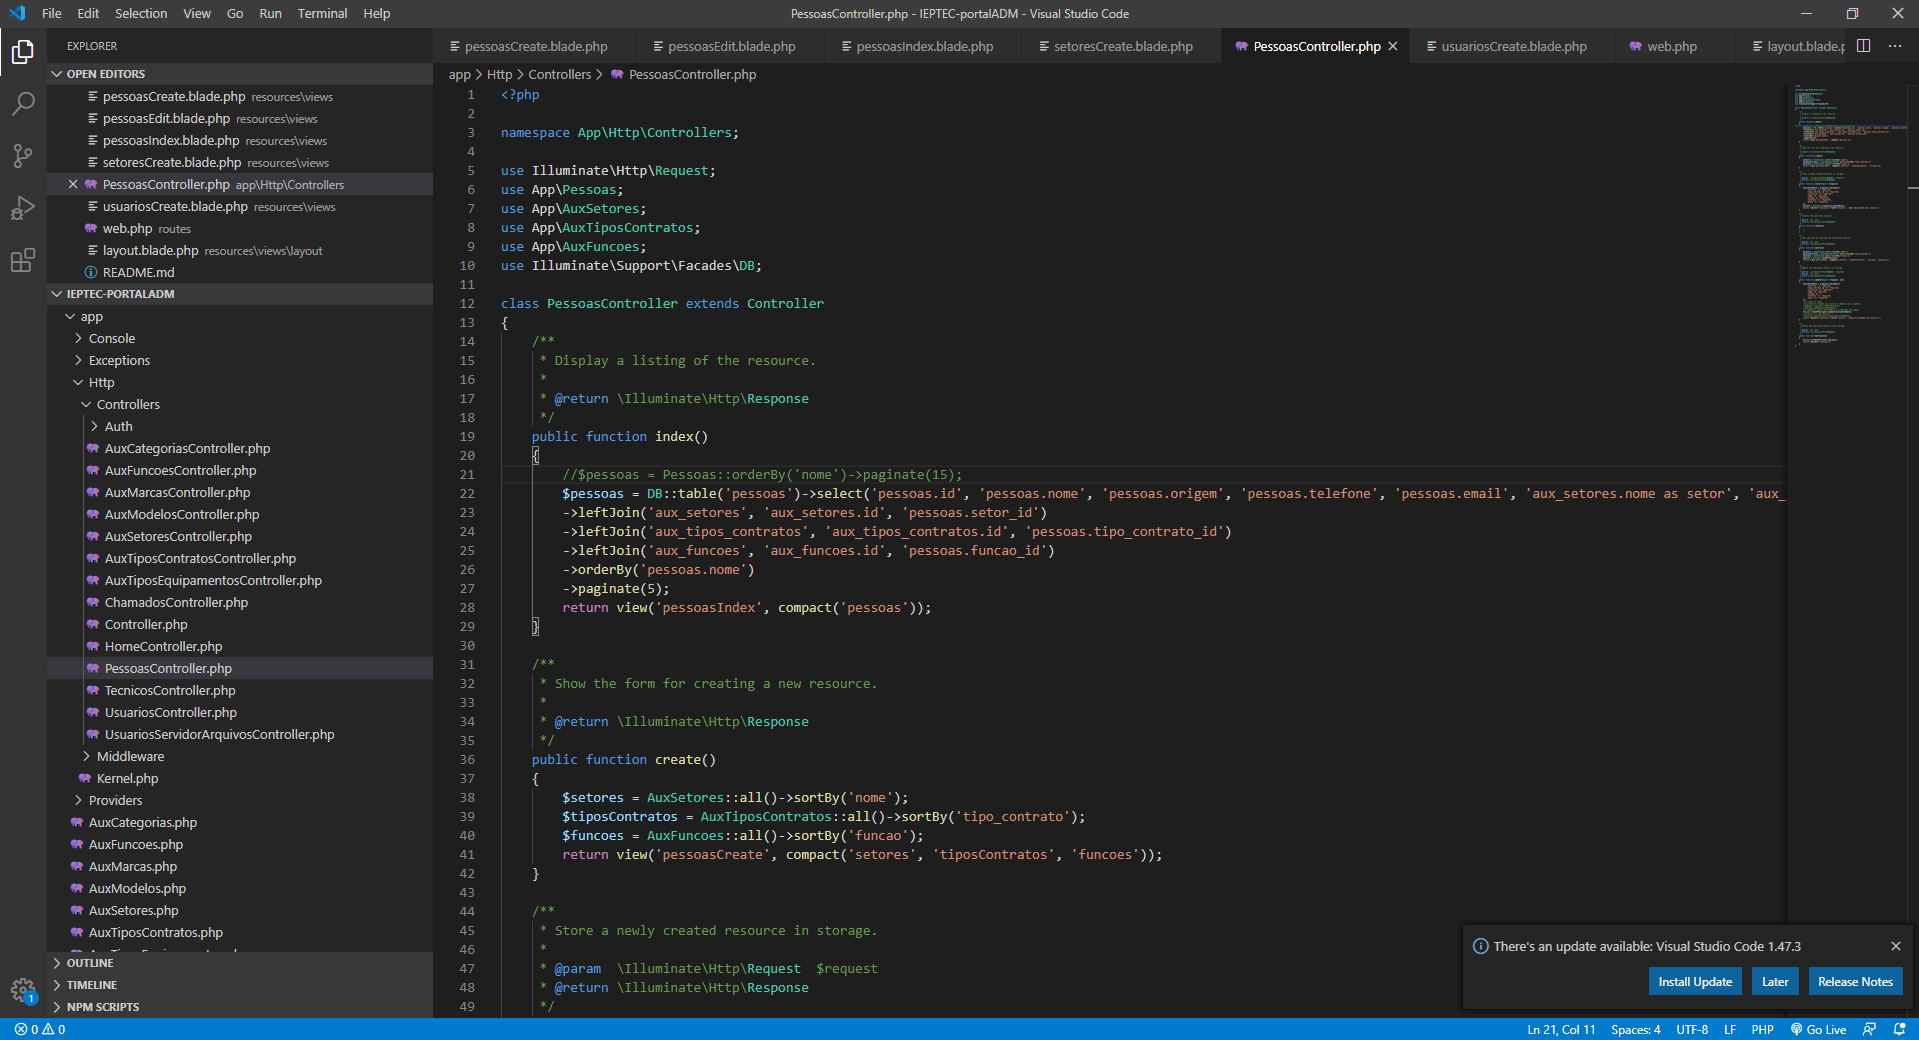 File Edit Selection View Go Run Terminal Help
PessoasController.php - IEPTEC-portalADM - Visual Studio Code
EXPLORER
OPEN EDITORS
pessoasCreate.blade.php resources\views
pessoasEdit.blade.php resources\views
pessoasIndex.blade.php resources\views
setoresCreate.blade.php resources\views
PessoasController.php app\Http\Controllers
usuariosCreate.blade.php resources\views
web.php routes
layout.blade.php resources\views\layout
README.md
IEPTEC-PORTALADM
app
Console
Exceptions
Http
Controllers
Auth
AuxCategoriasController.php
AuxFuncoesController.php
AuxMarcasController.php
AuxModelosController.php
AuxSetoresController.php
AuxTiposContratosController.php
AuxTiposEquipamentosController.php
ChamadosController.php
Controller.php
HomeController.php
PessoasController.php
TecnicosController.php
UsuariosController.php
UsuariosServidorArquivosController.php
Middleware
Kernel.php
Providers
AuxCategorias.php
AuxFuncoes.php
AuxMarcas.php
AuxModelos.php
AuxSetores.php
AuxTiposContratos.php
OUTLINE
TIMELINE
NPM SCRIPTS
pessoasCreate.blade.php pessoasEdit.blade.php pessoasIndex.blade.php setoresCreate.blade.php PessoasController.php usuariosCreate.blade.php web.php layout.blade.p
app > Http > Controllers > PessoasController.php
1 <?php
2
3 namespace App\Http\Controllers;
4
5 use Illuminate\Http\Request;
6 use App\Pessoas;
7 use App\AuxSetores;
8 use App\AuxTiposContratos;
9 use App\AuxFuncoes;
10 use Illuminate\Support\Facades\DB;
11
12 class PessoasController extends Controller
13 {
14 /**
15 * Display a listing of the resource.
16 *
17 * @return \Illuminate\Http\Response
18 */
19 public function index()
20 {
21 //$pessoas = Pessoas::orderBy('nome')->paginate(15);
22 $pessoas = DB::table('pessoas')->select('pessoas.id', 'pessoas.nome', 'pessoas.origem', 'pessoas.telefone', 'pessoas.email', 'aux_setores.nome as setor', 'aux_
23 ->leftJoin('aux_setores', 'aux_setores.id', 'pessoas.setor_id')
24 ->leftJoin('aux_tipos_contratos', 'aux_tipos_contratos.id', 'pessoas.tipo_contrato_id')
25 ->leftJoin('aux_funcoes', 'aux_funcoes.id', 'pessoas.funcao_id')
26 ->orderBy('pessoas.nome')
27 ->paginate(5);
28 return view('pessoasIndex', compact('pessoas'));
29 }
30
31 /**
32 * Show the form for creating a new resource.
33 *
34 * @return \Illuminate\Http\Response
35 */
36 public function create()
37 {
38 $setores = AuxSetores::all()->sortBy('nome');
39 $tiposContratos = AuxTiposContratos::all()->sortBy('tipo_contrato');
40 $funcoes = AuxFuncoes::all()->sortBy('funcao');
41 return view('pessoasCreate', compact('setores', 'tiposContratos', 'funcoes'));
42 }
43
44 /**
45 * Store a newly created resource in storage.
46 *
47 * @param \Illuminate\Http\Request $request
48 * @return \Illuminate\Http\Response
49 */
There's an update available: Visual Studio Code 1.47.3
Install Update Later Release Notes
1
0 0
Ln 21, Col 11 Spaces: 4 UTF-8 LF PHP Go Live